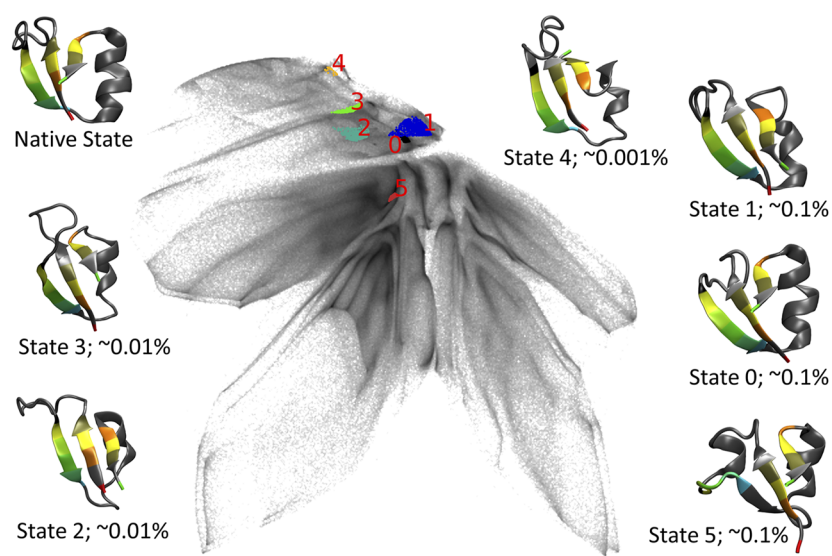 Native State
4
3
2
1
0
5
State 4; ~0.001%
State 1; ~0.1%
State 3; ~0.01%
State 0; ~0.1%
State 2; ~0.01%
State 5; ~0.1%